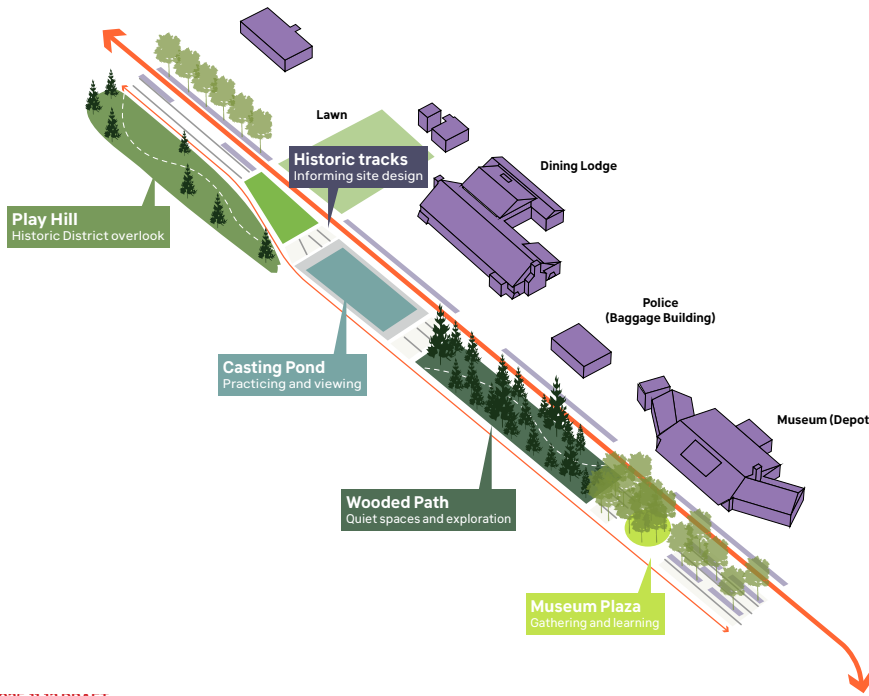 Lawn
Historic tracks
Informing site design
Dining Lodge
Play Hill
Historic District overlook
Police
(Baggage Building)
Casting Pond
Practicing and viewing
Museum (Depot
Wooded Path
Quiet spaces and exploration
Museum Plaza
Gathering and learning